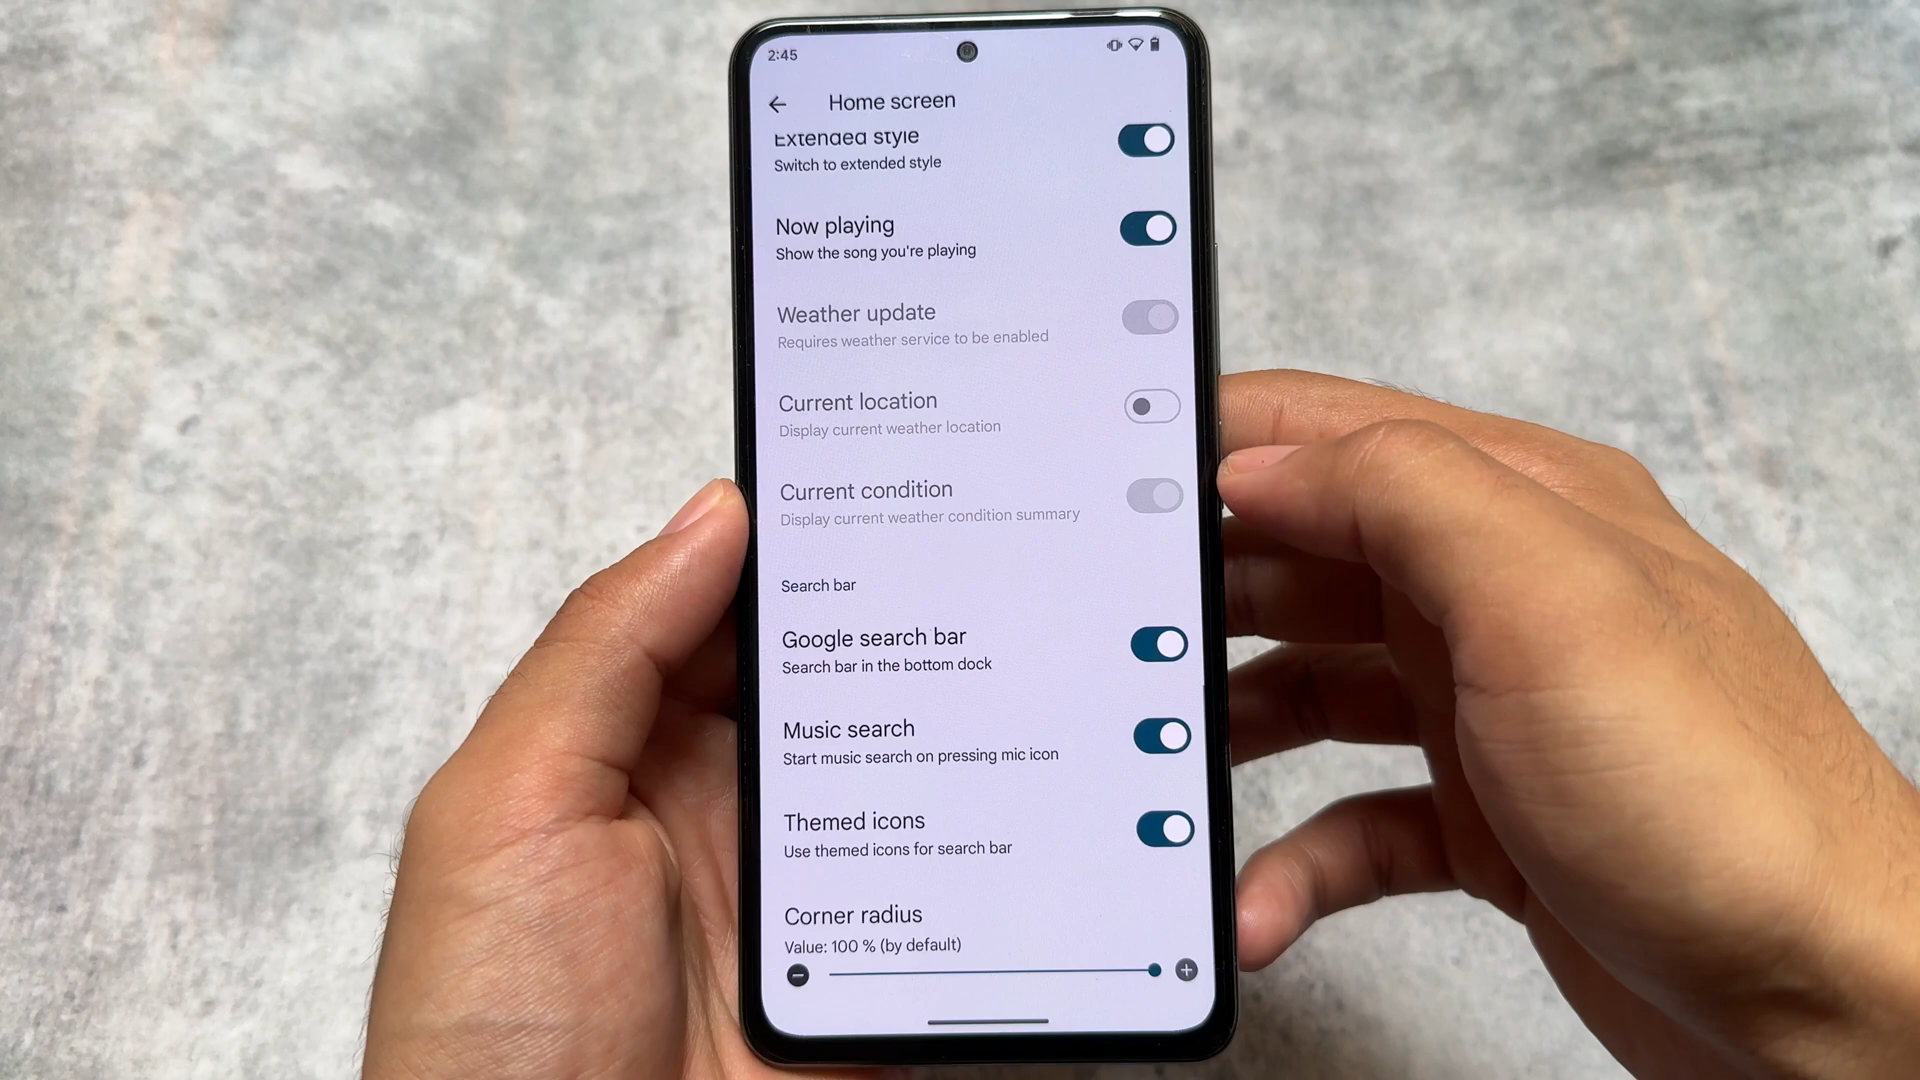 2:45
Home screen
Extended style
Switch to extended style
Now playing
Show the song you're playing
Weather update
Requires weather service to be enabled
Current location
Display current weather location
Current condition
Display current weather condition summary
Search bar
Google search bar
Search bar in the bottom dock
Music search
Start music search on pressing mic icon
Themed icons
Use themed icons for search bar
Corner radius
Value: 100 % (by default)